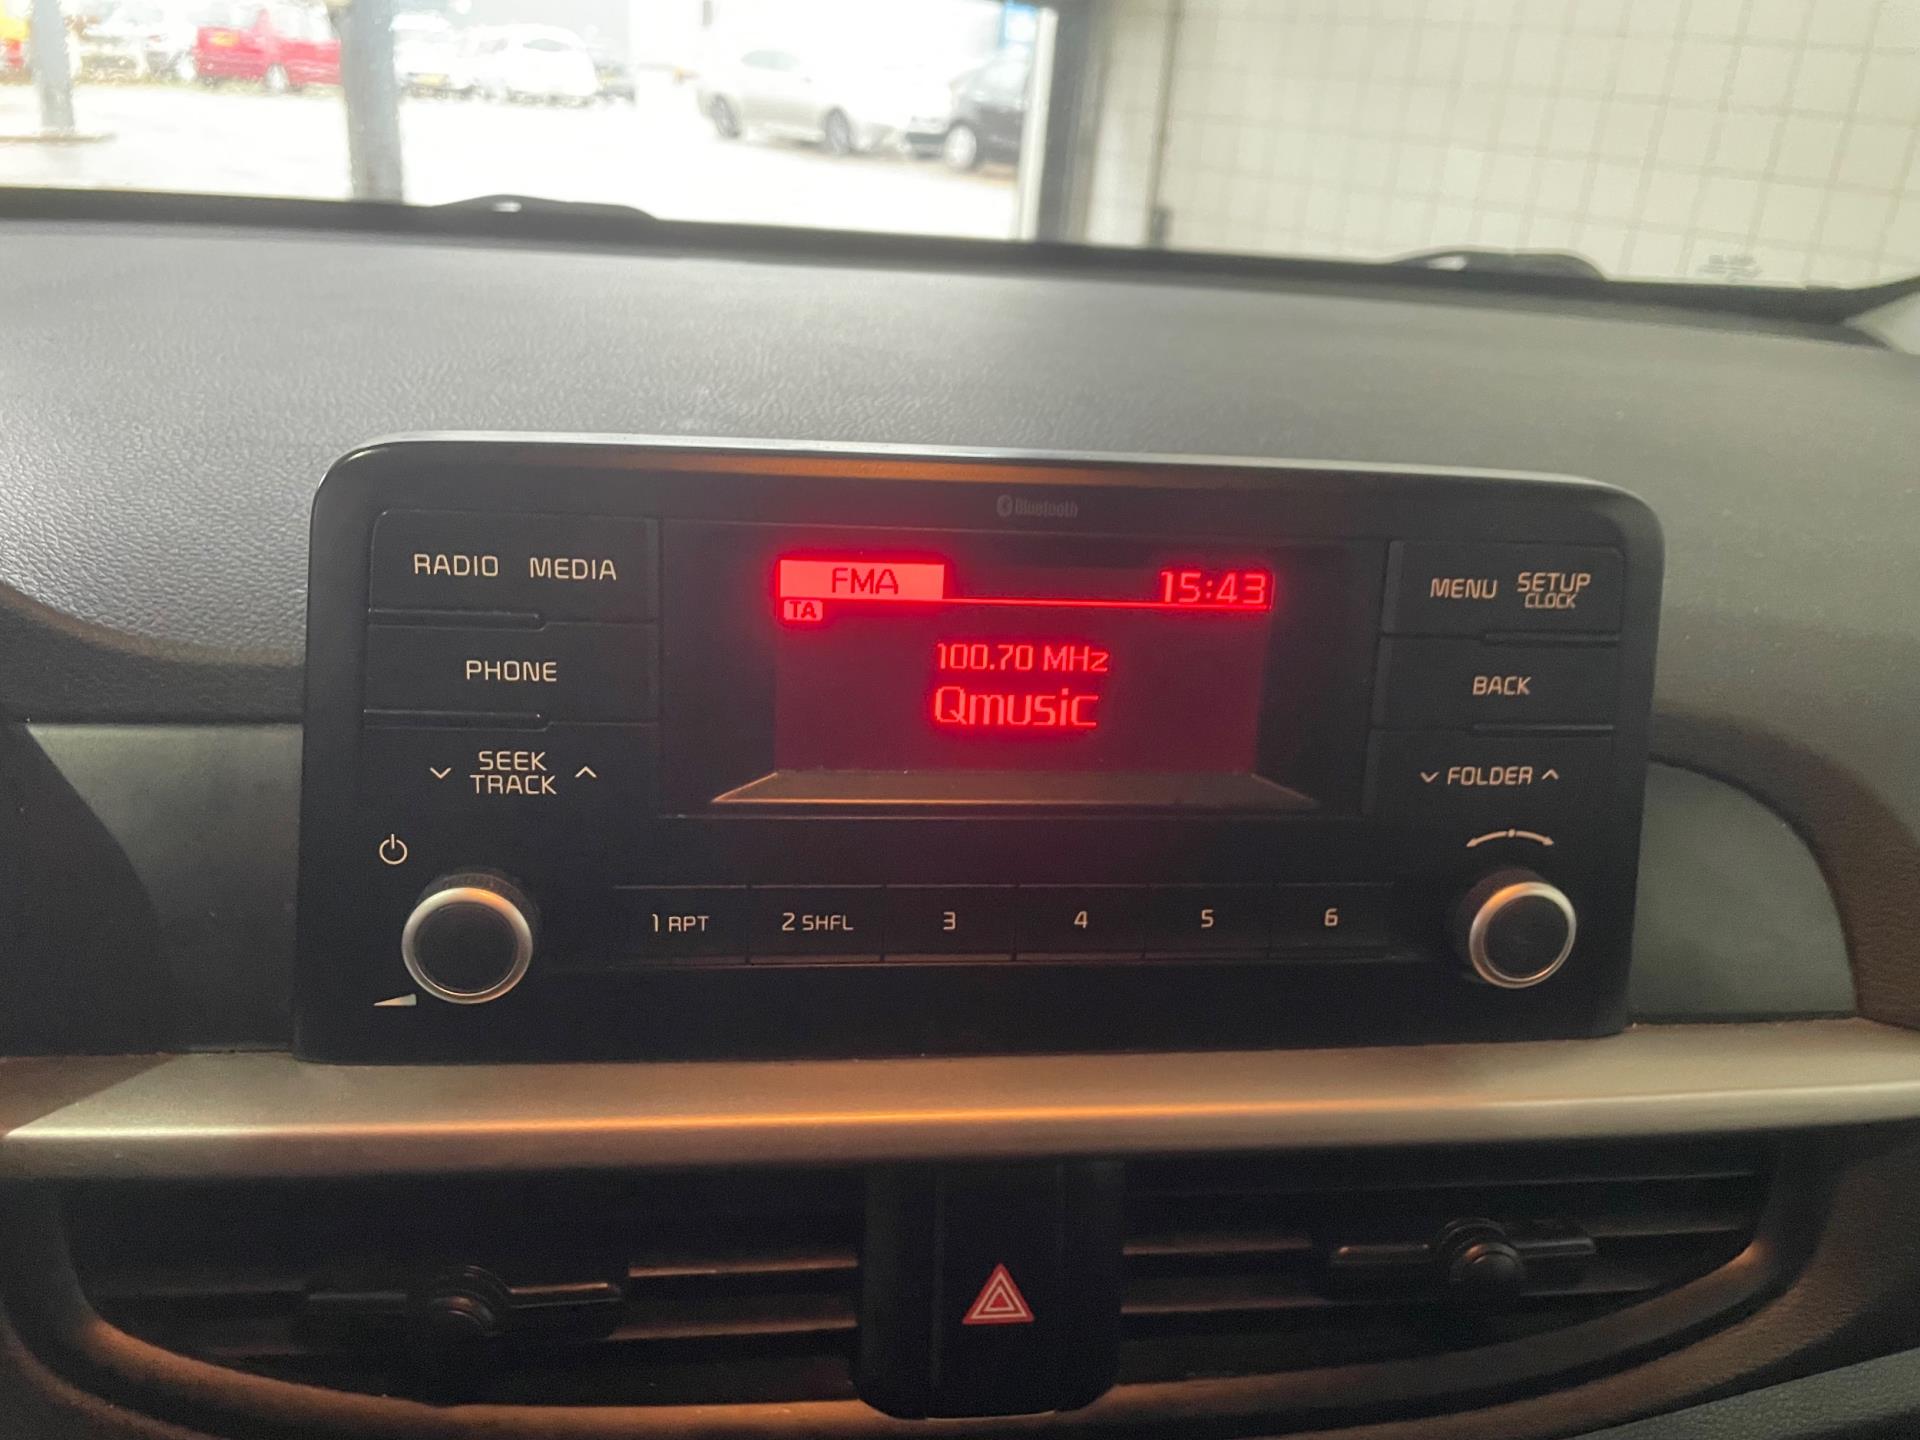 Bluetooth
RADIO MEDIA
FMA
15:43
MENU SETUP
CLOCK
TA
PHONE
100.70 MHz
Qmusic
BACK
SEEK
TRACK
FOLDER
1 RPT
2 SHFL
3
4
5
6